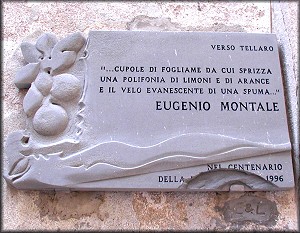 VERSO TELLARO
"...CUPOLE DI FOGLIAME DA CUI SPRIZZA
UNA POLIFONIA DI LIMONI E DI ARANCE
E IL VELO EVANESCENTE DI UNA SPUMA..."
EUGENIO MONTALE
NEL CENTENARIO
DELLA 1996